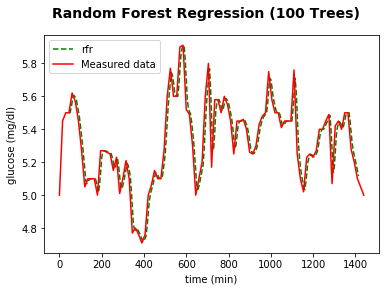 Random Forest Regression (100 Trees)
rfr
Measured data
glucose (mg/dl)
5.8
5.6
5.4
5.2
5.0
4.8
0 200 400 600 800 1000 1200 1400
time (min)